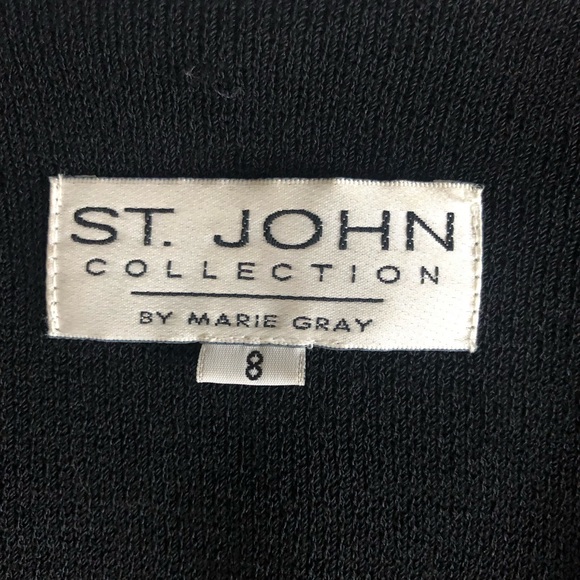 ST. JOHN
COLLECTION
BY MARIE GRAY
8